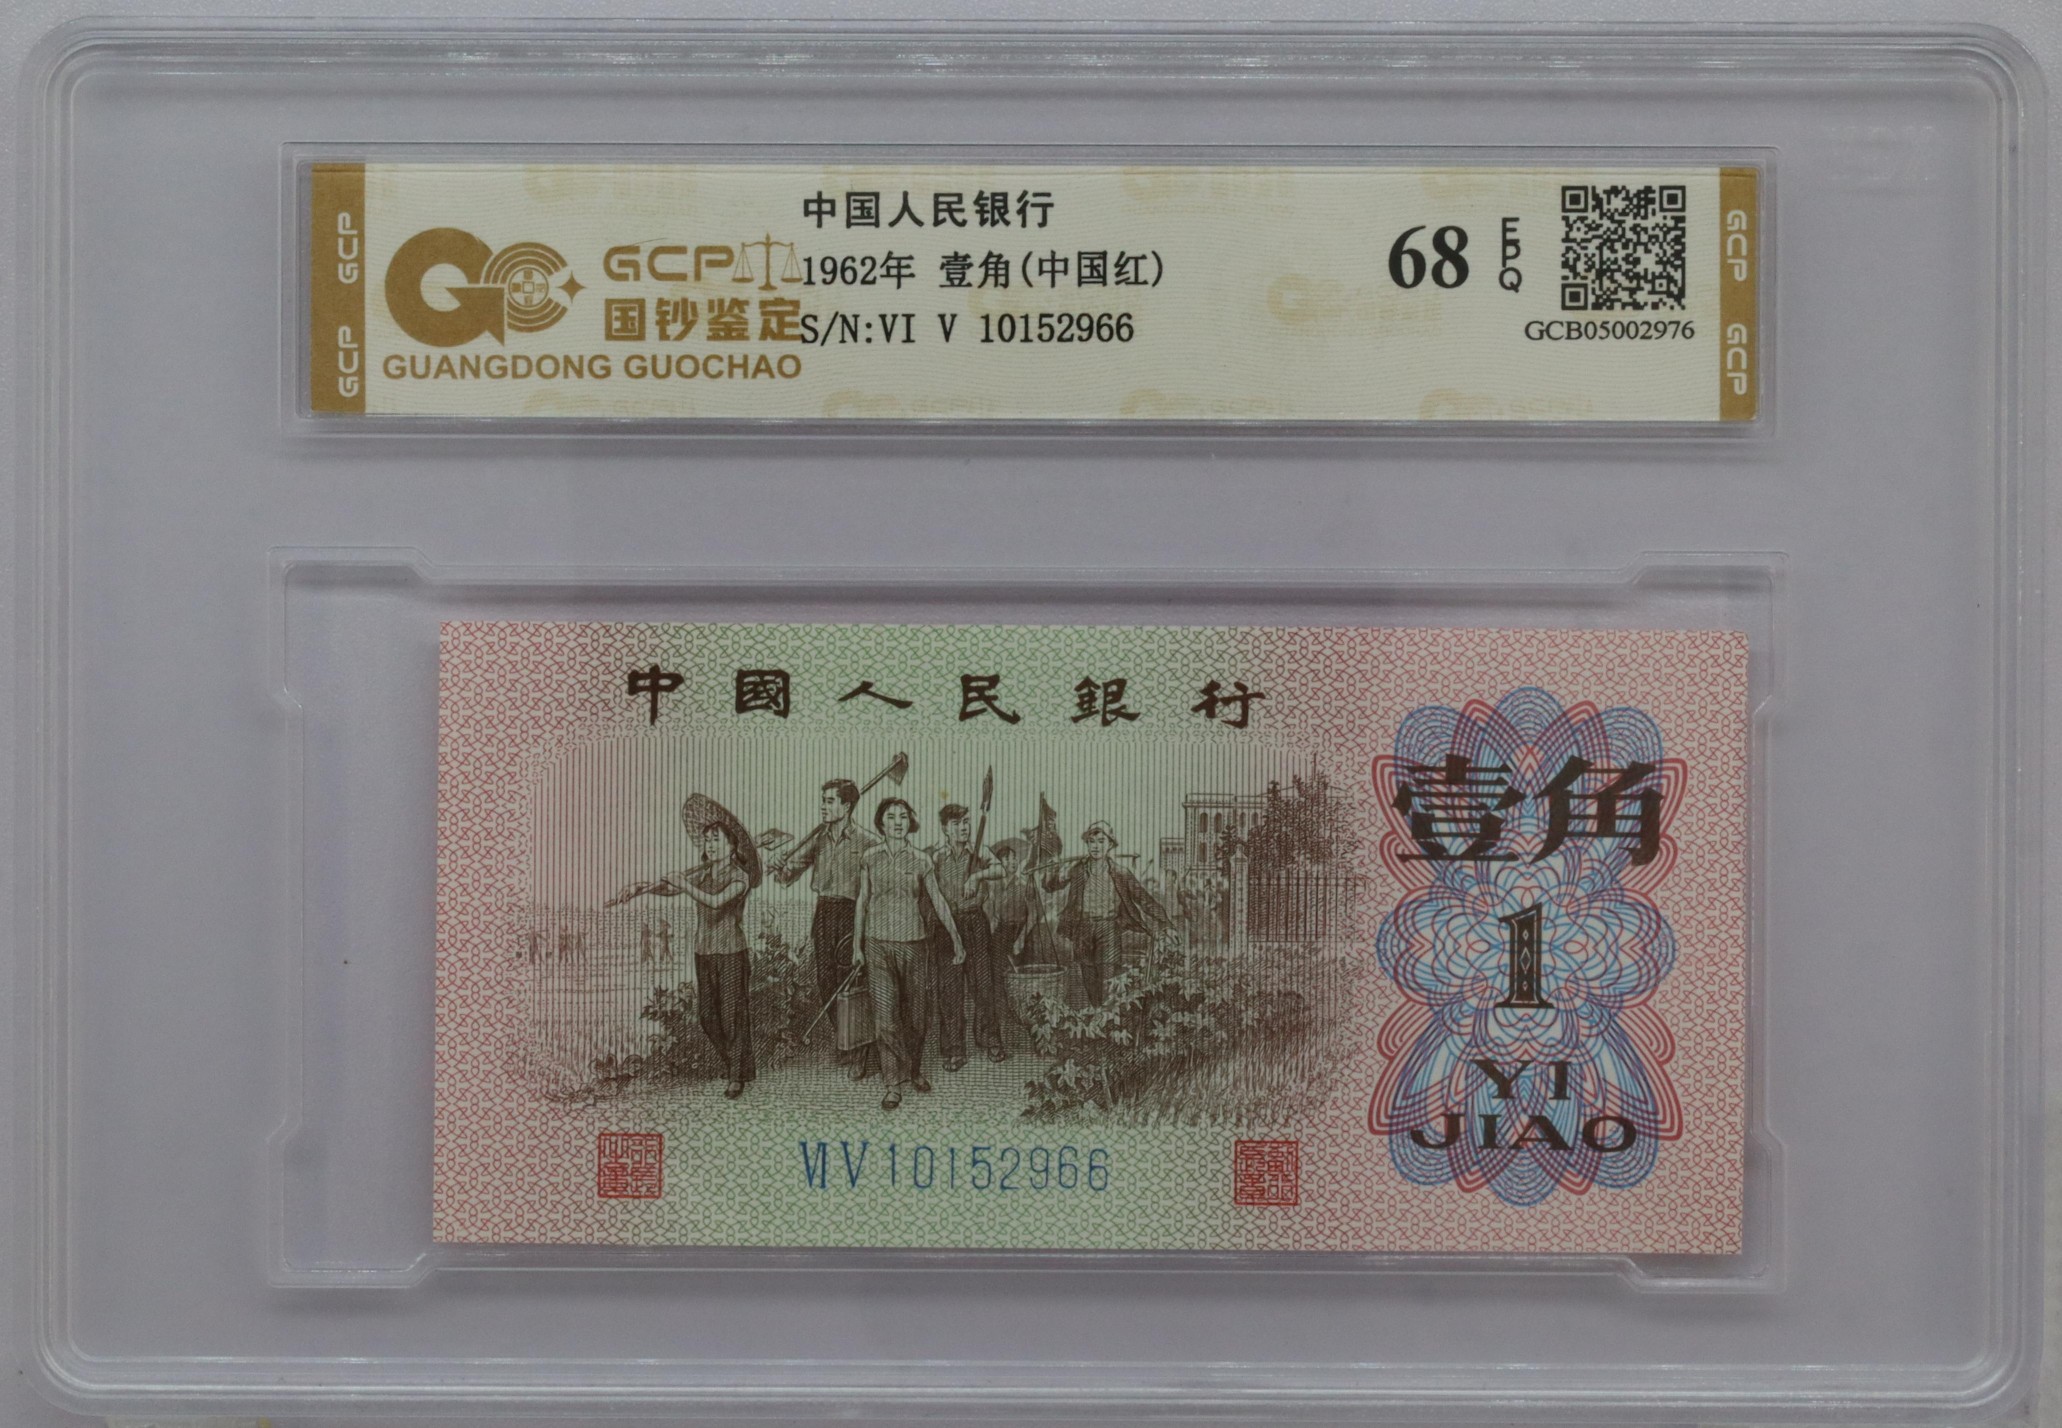 GCP GCP
GCP
国钞鉴定
GUANGDONG GUOCHAO
中国人民银行
1962年 壹角(中国红)
S/N:VI V 10152966
68 EPQ
GCB05002976
GCP GCP
中國人民銀行
壹角
1
YI
JIAO
VI V 10152966